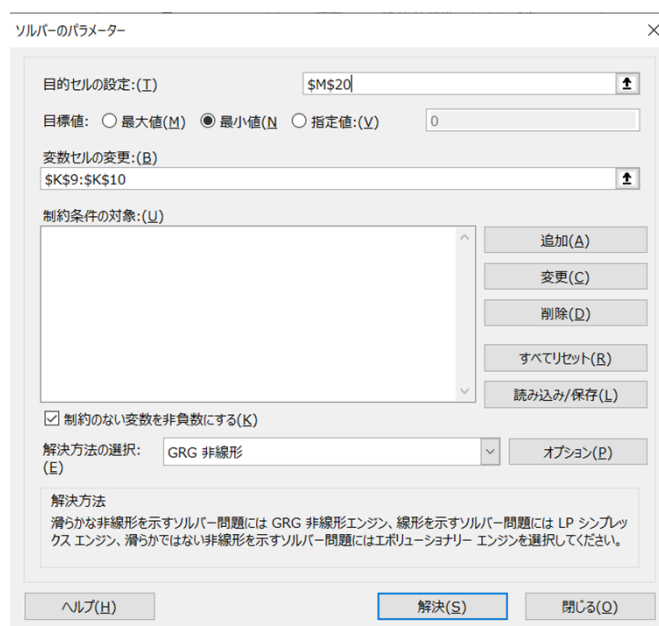 ソルバーのパラメーター
目的セルの設定:(T)
$M$20
目標値:
最大値(M)
最小値(N
指定値:(V)
0
変数セルの変更:(B)
$K$9:$K$10
制約条件の対象:(U)
追加(A)
変更(C)
削除(D)
すべてリセット(R)
読み込み/保存(L)
制約のない変数を非負数にする(K)
解決方法の選択:
(E)
GRG 非線形
オプション(P)
解決方法
滑らかな非線形を示すソルバー問題には GRG 非線形エンジン、線形を示すソルバー問題には LP シンプレッ
クス エンジン、滑らかではない非線形を示すソルバー問題にはエボリューショナリー エンジンを選択してください。
ヘルプ(H)
解決(S)
閉じる(O)